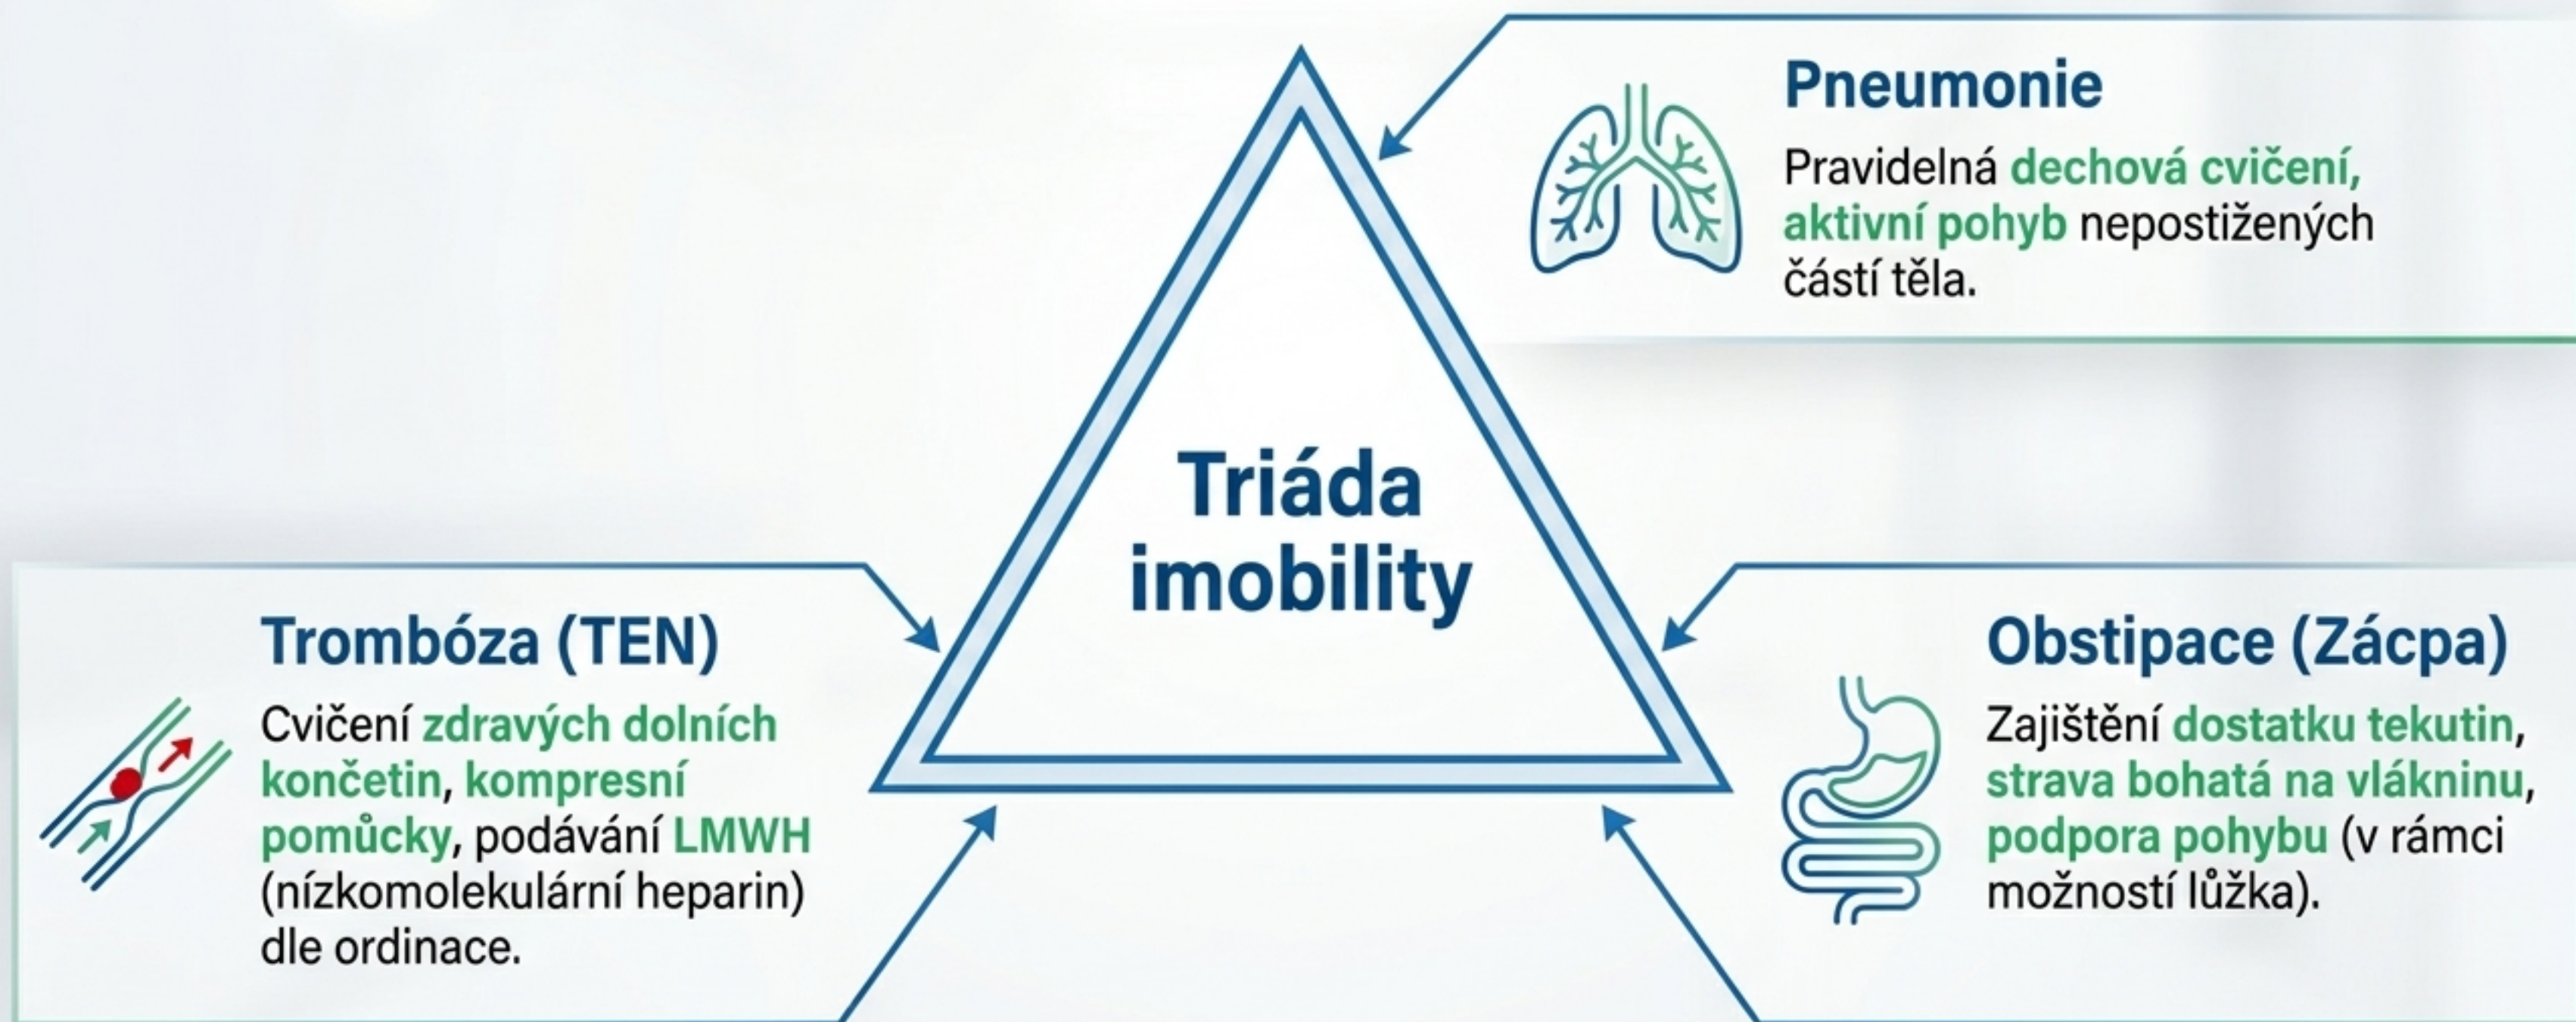 Pneumonie
Pravidelná dechová cvičení,
aktivní pohyb nepostižených
částí těla.
Triáda
imobility
Trombóza (TEN)
Cvičení zdravých dolních
končetin, kompresní
pomůcky, podávání LMWH
(nízkomolekulární heparin)
dle ordinace.
Obstipace (Zácpa)
Zajištění dostatku tekutin,
strava bohatá na vlákninu,
podpora pohybu (v rámci
možností lůžka).